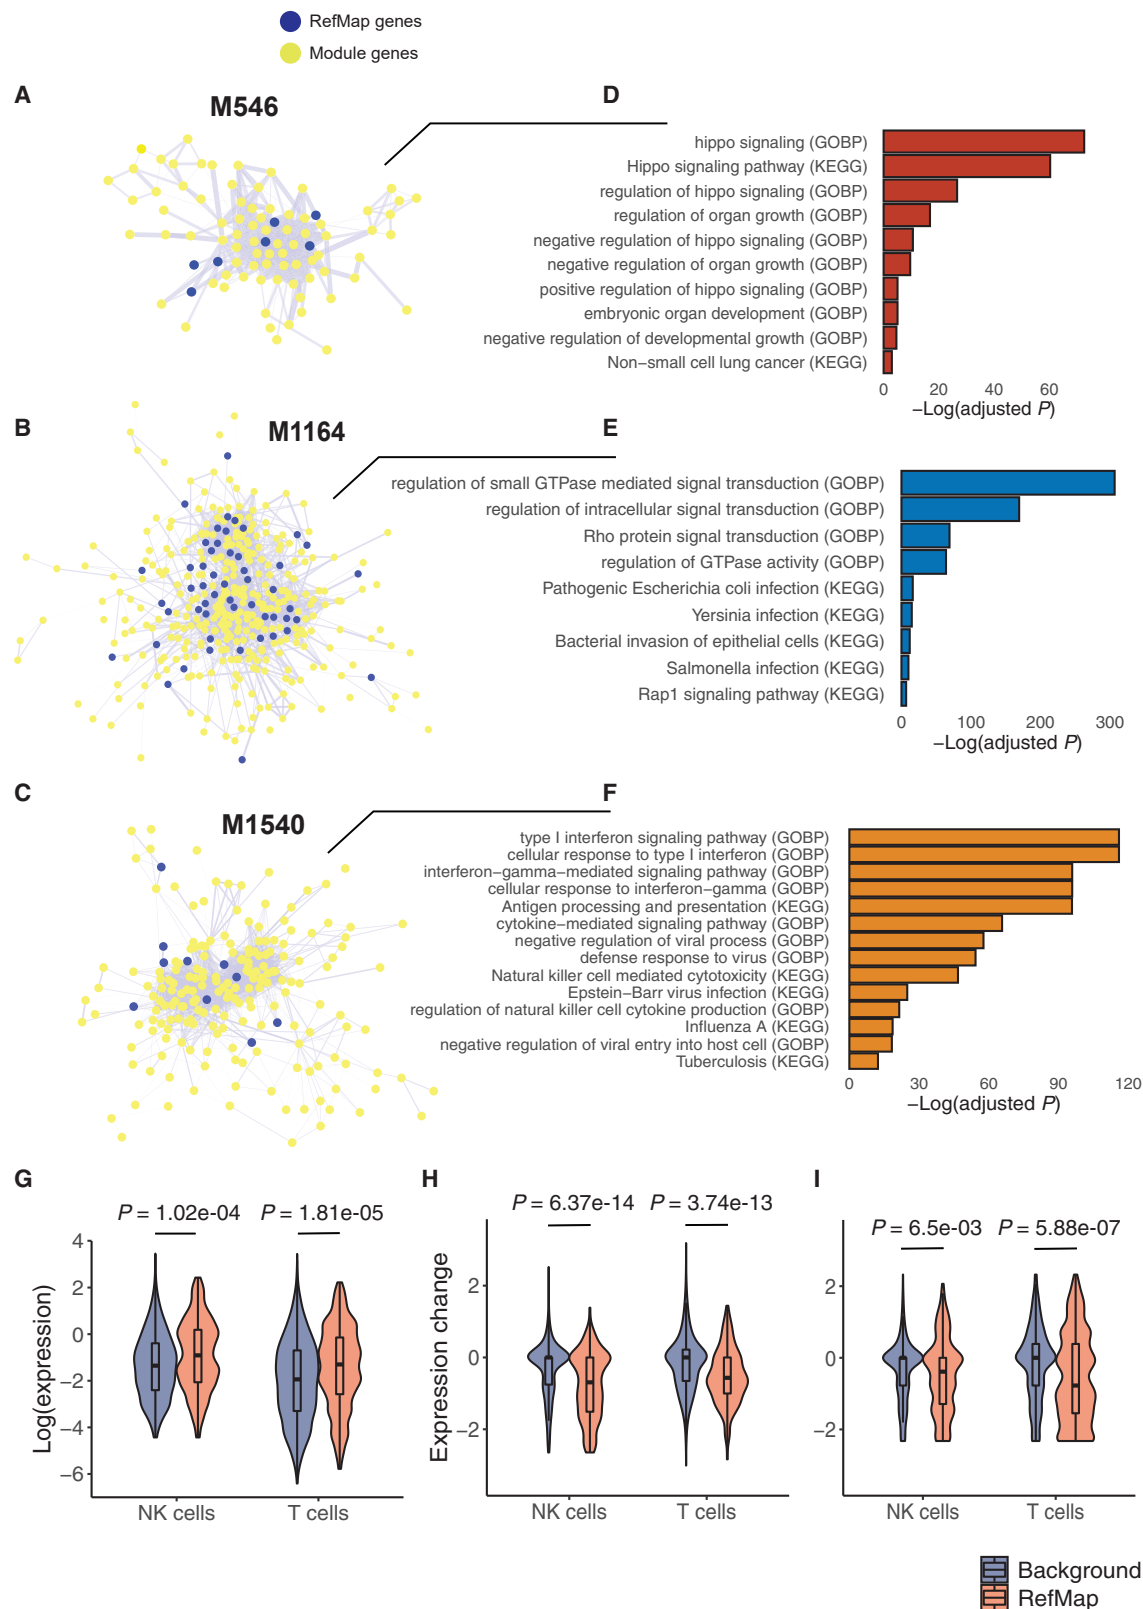 RefMap genes
Module genes
A
M546
D
hippo signaling (GOBP)
Hippo signaling pathway (KEGG)
regulation of hippo signaling (GOBP)
regulation of organ growth (GOBP)
negative regulation of hippo signaling (GOBP)
negative regulation of organ growth (GOBP)
positive regulation of hippo signaling (GOBP)
embryonic organ development (GOBP)
negative regulation of developmental growth (GOBP)
Non−small cell lung cancer (KEGG)
0 20 40 60
−Log(adjusted P)
B
M1164
E
regulation of small GTPase mediated signal transduction (GOBP)
regulation of intracellular signal transduction (GOBP)
Rho protein signal transduction (GOBP)
regulation of GTPase activity (GOBP)
Pathogenic Escherichia coli infection (KEGG)
Yersinia infection (KEGG)
Bacterial invasion of epithelial cells (KEGG)
Salmonella infection (KEGG)
Rap1 signaling pathway (KEGG)
0 100 200 300
−Log(adjusted P)
C
M1540
F
type I interferon signaling pathway (GOBP)
cellular response to type I interferon (GOBP)
interferon−gamma−mediated signaling pathway (GOBP)
cellular response to interferon−gamma (GOBP)
Antigen processing and presentation (KEGG)
cytokine−mediated signaling pathway (GOBP)
negative regulation of viral process (GOBP)
defense response to virus (GOBP)
Natural killer cell mediated cytotoxicity (KEGG)
Epstein−Barr virus infection (KEGG)
regulation of natural killer cell cytokine production (GOBP)
Influenza A (KEGG)
negative regulation of viral entry into host cell (GOBP)
Tuberculosis (KEGG)
0 30 60 90 120
−Log(adjusted P)
G
P = 1.02e-04 P = 1.81e-05
Log(expression)
4
2
0
−2
−4
−6
NK cells T cells
H
P = 6.37e-14 P = 3.74e-13
Expression change
2
0
−2
NK cells T cells
I
P = 6.5e-03 P = 5.88e-07
2
0
−2
NK cells T cells
Background
RefMap